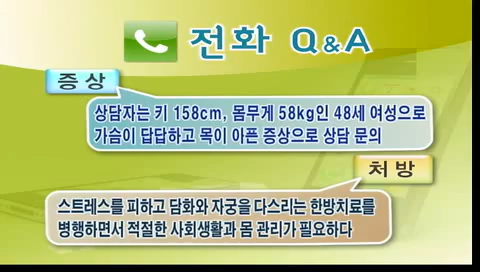 전화 Q&A
증상
상담자는 키 158cm, 몸무게 58kg인 48세 여성으로
가슴이 답답하고 목이 아픈 증상으로 상담 문의
처방
스트레스를 피하고 담화와 자궁을 다스리는 한방치료를
병행하면서 적절한 사회생활과 몸 관리가 필요하다